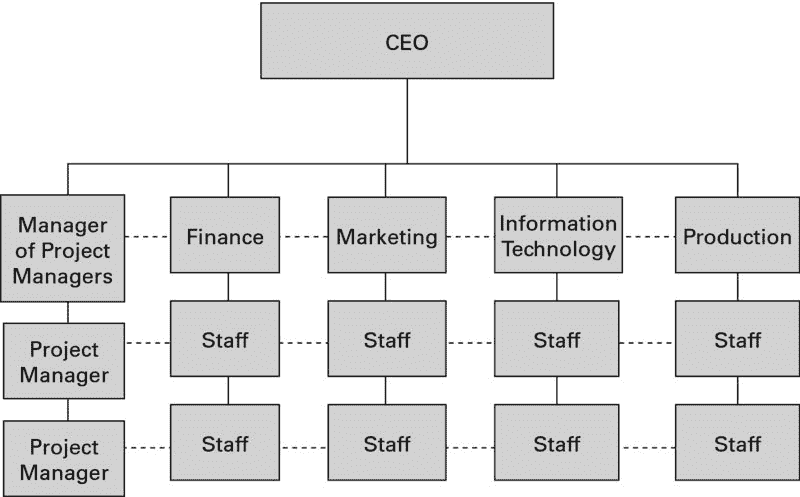 CEO
Manager
of Project
Managers
Finance
Marketing
Information
Technology
Production
Project
Manager
Staff
Staff
Staff
Staff
Project
Manager
Staff
Staff
Staff
Staff